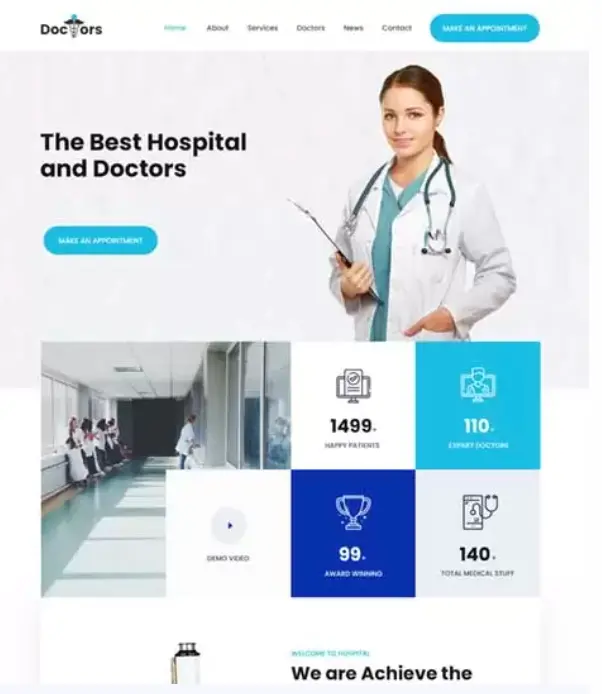 Doctors
Home About Services Doctors News Contact
MAKE AN APPOINTMENT
The Best Hospital
and Doctors
MAKE AN APPOINTMENT
1499+
HAPPY PATIENTS
110+
EXPART DOCTORS
DEMO VIDEO
99+
AWARD WINNING
140+
TOTAL MEDICAL STUFF
WELCOME TO HOSPITAL
We are Achieve the